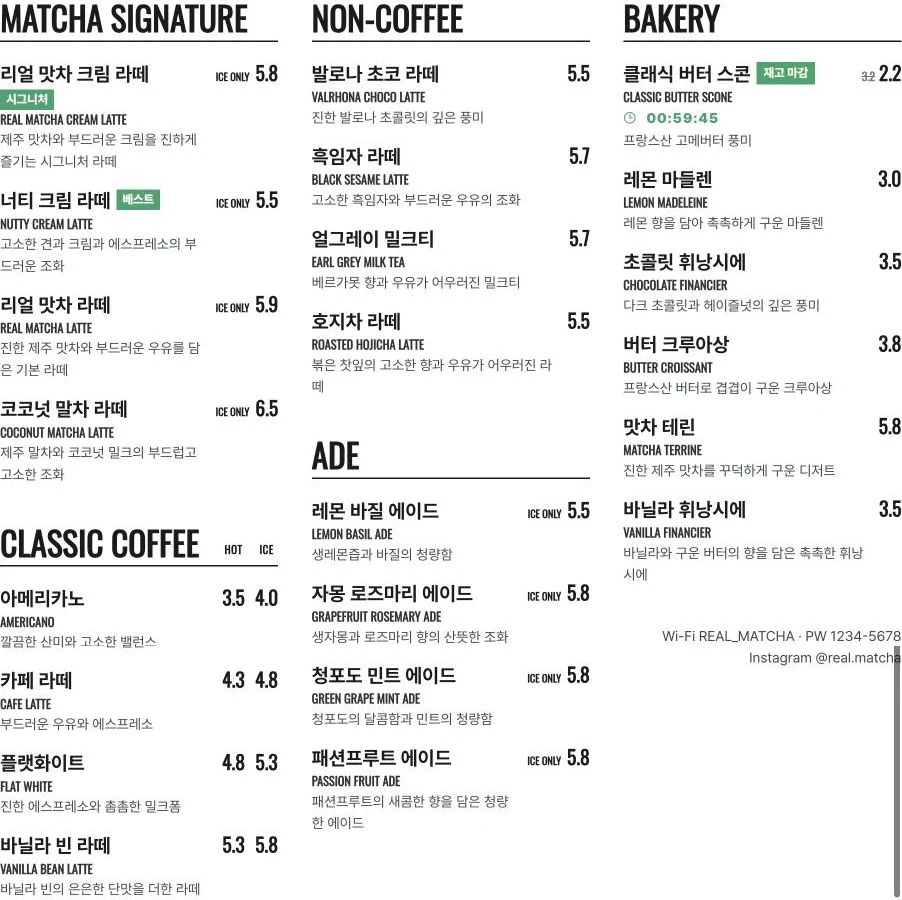 MATCHA SIGNATURE
리얼 맛차 크림 라떼 ICE ONLY 5.8
시그니처
REAL MATCHA CREAM LATTE
제주 맛차와 부드러운 크림을 진하게
즐기는 시그니처 라떼
너티 크림 라떼 베스트 ICE ONLY 5.5
NUTTY CREAM LATTE
고소한 견과 크림과 에스프레소의 부
드러운 조화
리얼 맛차 라떼 ICE ONLY 5.9
REAL MATCHA LATTE
진한 제주 맛차와 부드러운 우유를 담
은 기본 라떼
코코넛 말차 라떼 ICE ONLY 6.5
COCONUT MATCHA LATTE
제주 말차와 코코넛 밀크의 부드럽고
고소한 조화
CLASSIC COFFEE HOT ICE
아메리카노 3.5 4.0
AMERICANO
깔끔한 산미와 고소한 밸런스
카페 라떼 4.3 4.8
CAFE LATTE
부드러운 우유와 에스프레소
플랫화이트 4.8 5.3
FLAT WHITE
진한 에스프레소와 촘촘한 밀크폼
바닐라 빈 라떼 5.3 5.8
VANILLA BEAN LATTE
바닐라 빈의 은은한 단맛을 더한 라떼
NON-COFFEE
발로나 초코 라떼 5.5
VALRHONA CHOCO LATTE
진한 발로나 초콜릿의 깊은 풍미
흑임자 라떼 5.7
BLACK SESAME LATTE
고소한 흑임자와 부드러운 우유의 조화
얼그레이 밀크티 5.7
EARL GREY MILK TEA
베르가못 향과 우유가 어우러진 밀크티
호지차 라떼 5.5
ROASTED HOJICHA LATTE
볶은 찻잎의 고소한 향과 우유가 어우러진 라
떼
ADE
레몬 바질 에이드 ICE ONLY 5.5
LEMON BASIL ADE
생레몬즙과 바질의 청량함
자몽 로즈마리 에이드 ICE ONLY 5.8
GRAPEFRUIT ROSEMARY ADE
생자몽과 로즈마리 향의 산뜻한 조화
청포도 민트 에이드 ICE ONLY 5.8
GREEN GRAPE MINT ADE
청포도의 달콤함과 민트의 청량함
패션프루트 에이드 ICE ONLY 5.8
PASSION FRUIT ADE
패션프루트의 새콤한 향을 담은 청량
한 에이드
BAKERY
클래식 버터 스콘 재고 마감 3.2 2.2
CLASSIC BUTTER SCONE
00:59:45
프랑스산 고메버터 풍미
레몬 마들렌 3.0
LEMON MADELEINE
레몬 향을 담아 촉촉하게 구운 마들렌
초콜릿 휘낭시에 3.5
CHOCOLATE FINANCIER
다크 초콜릿과 헤이즐넛의 깊은 풍미
버터 크루아상 3.8
BUTTER CROISSANT
프랑스산 버터로 겹겹이 구운 크루아상
맛차 테린 5.8
MATCHA TERRINE
진한 제주 맛차를 꾸덕하게 구운 디저트
바닐라 휘낭시에 3.5
VANILLA FINANCIER
바닐라와 구운 버터의 향을 담은 촉촉한 휘낭
시에
Wi-Fi REAL_MATCHA · PW 1234-5678
Instagram @real.matcha